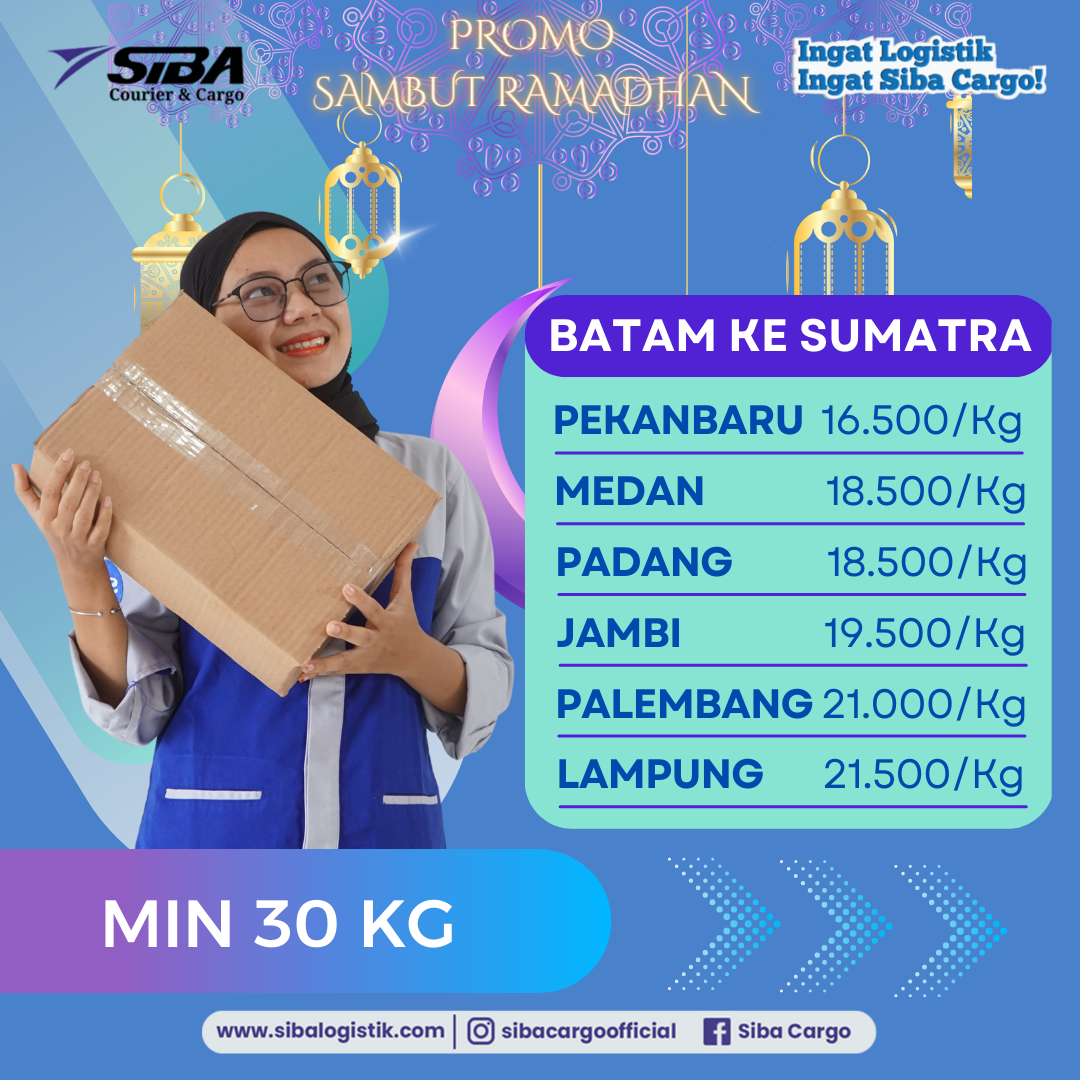 SIBA
Courier & Cargo
PROMO
SAMBUT RAMADHAN
Ingat Logistik
Ingat Siba Cargo!
BATAM KE SUMATRA
PEKANBARU 16.500/Kg
MEDAN 18.500/Kg
PADANG 18.500/Kg
JAMBI 19.500/Kg
PALEMBANG 21.000/Kg
LAMPUNG 21.500/Kg
MIN 30 KG
www.sibalogistik.com | sibacargoofficial Siba Cargo